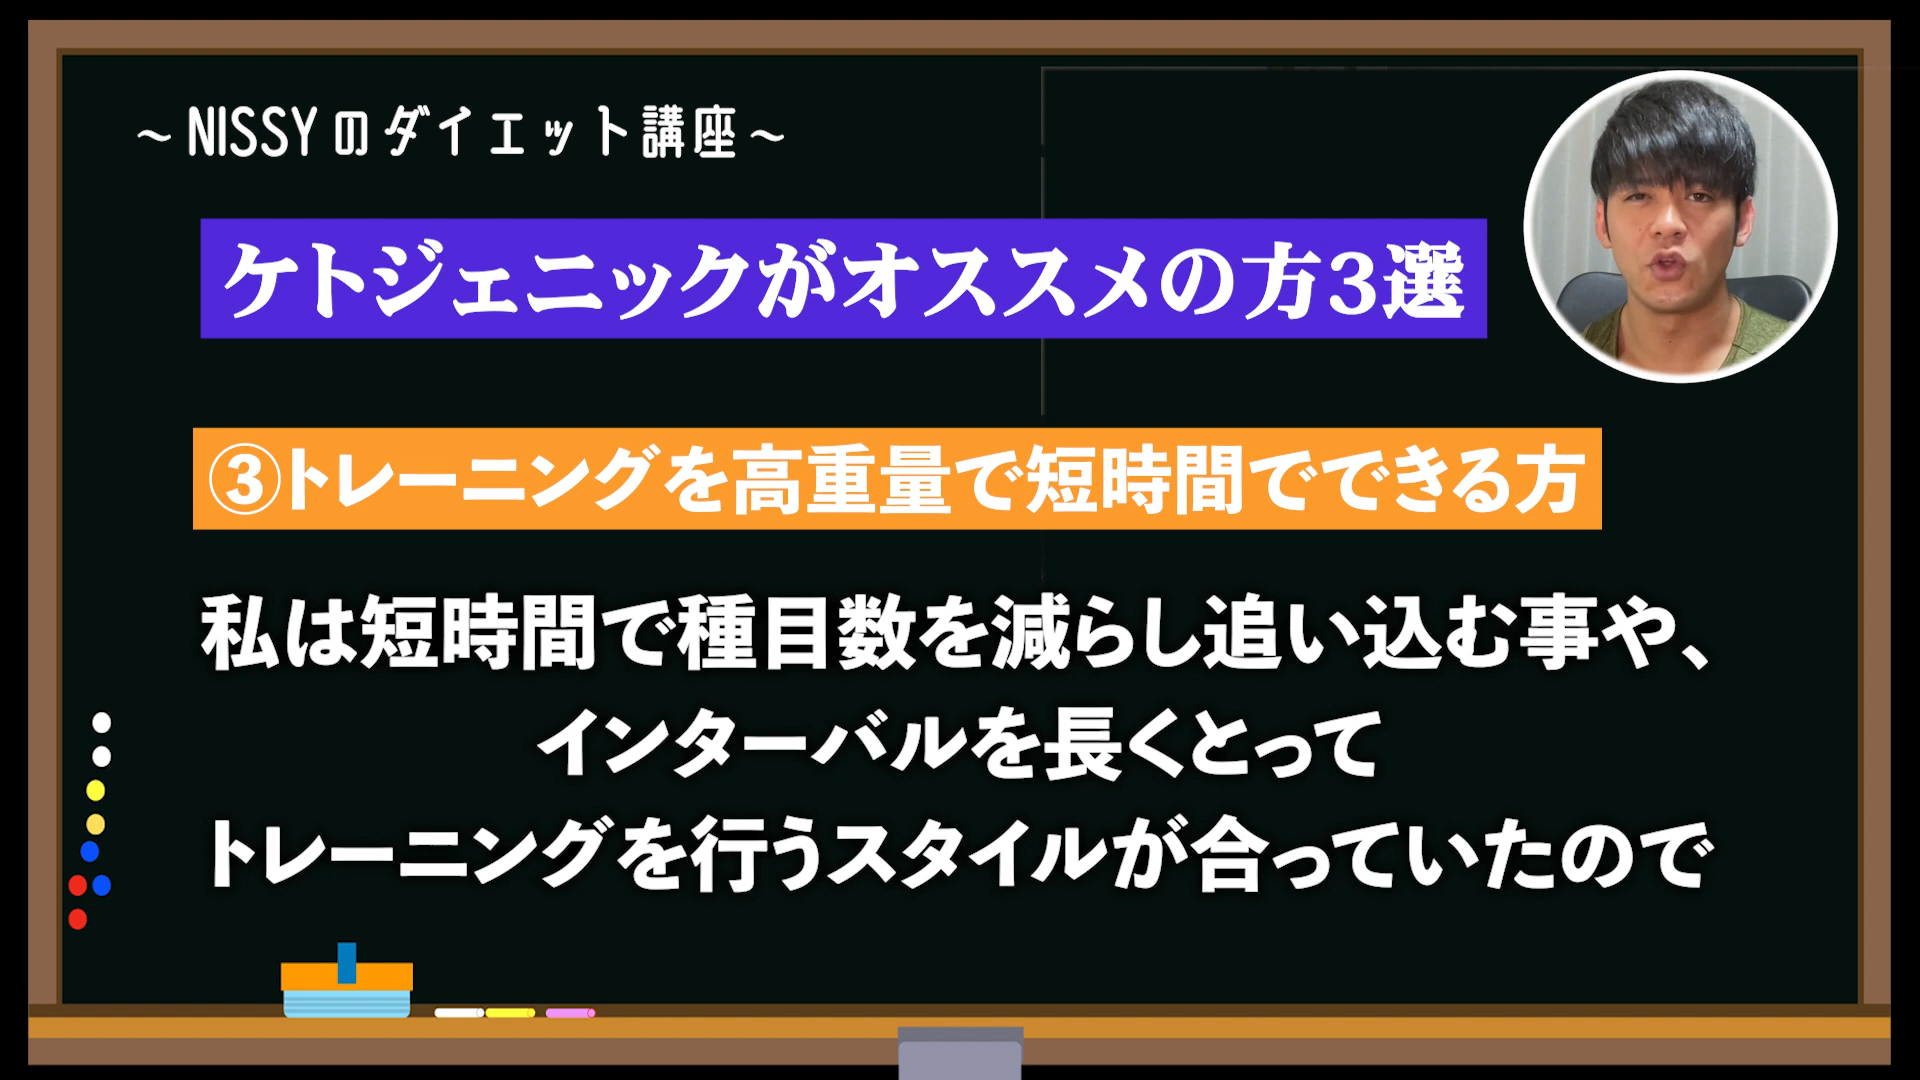 ～NISSYのダイエット講座～
ケトジェニックがオススメの方3選
③トレーニングを高重量で短時間でできる方
私は短時間で種目数を減らし追い込む事や、
インターバルを長くとって
トレーニングを行うスタイルが合っていたので